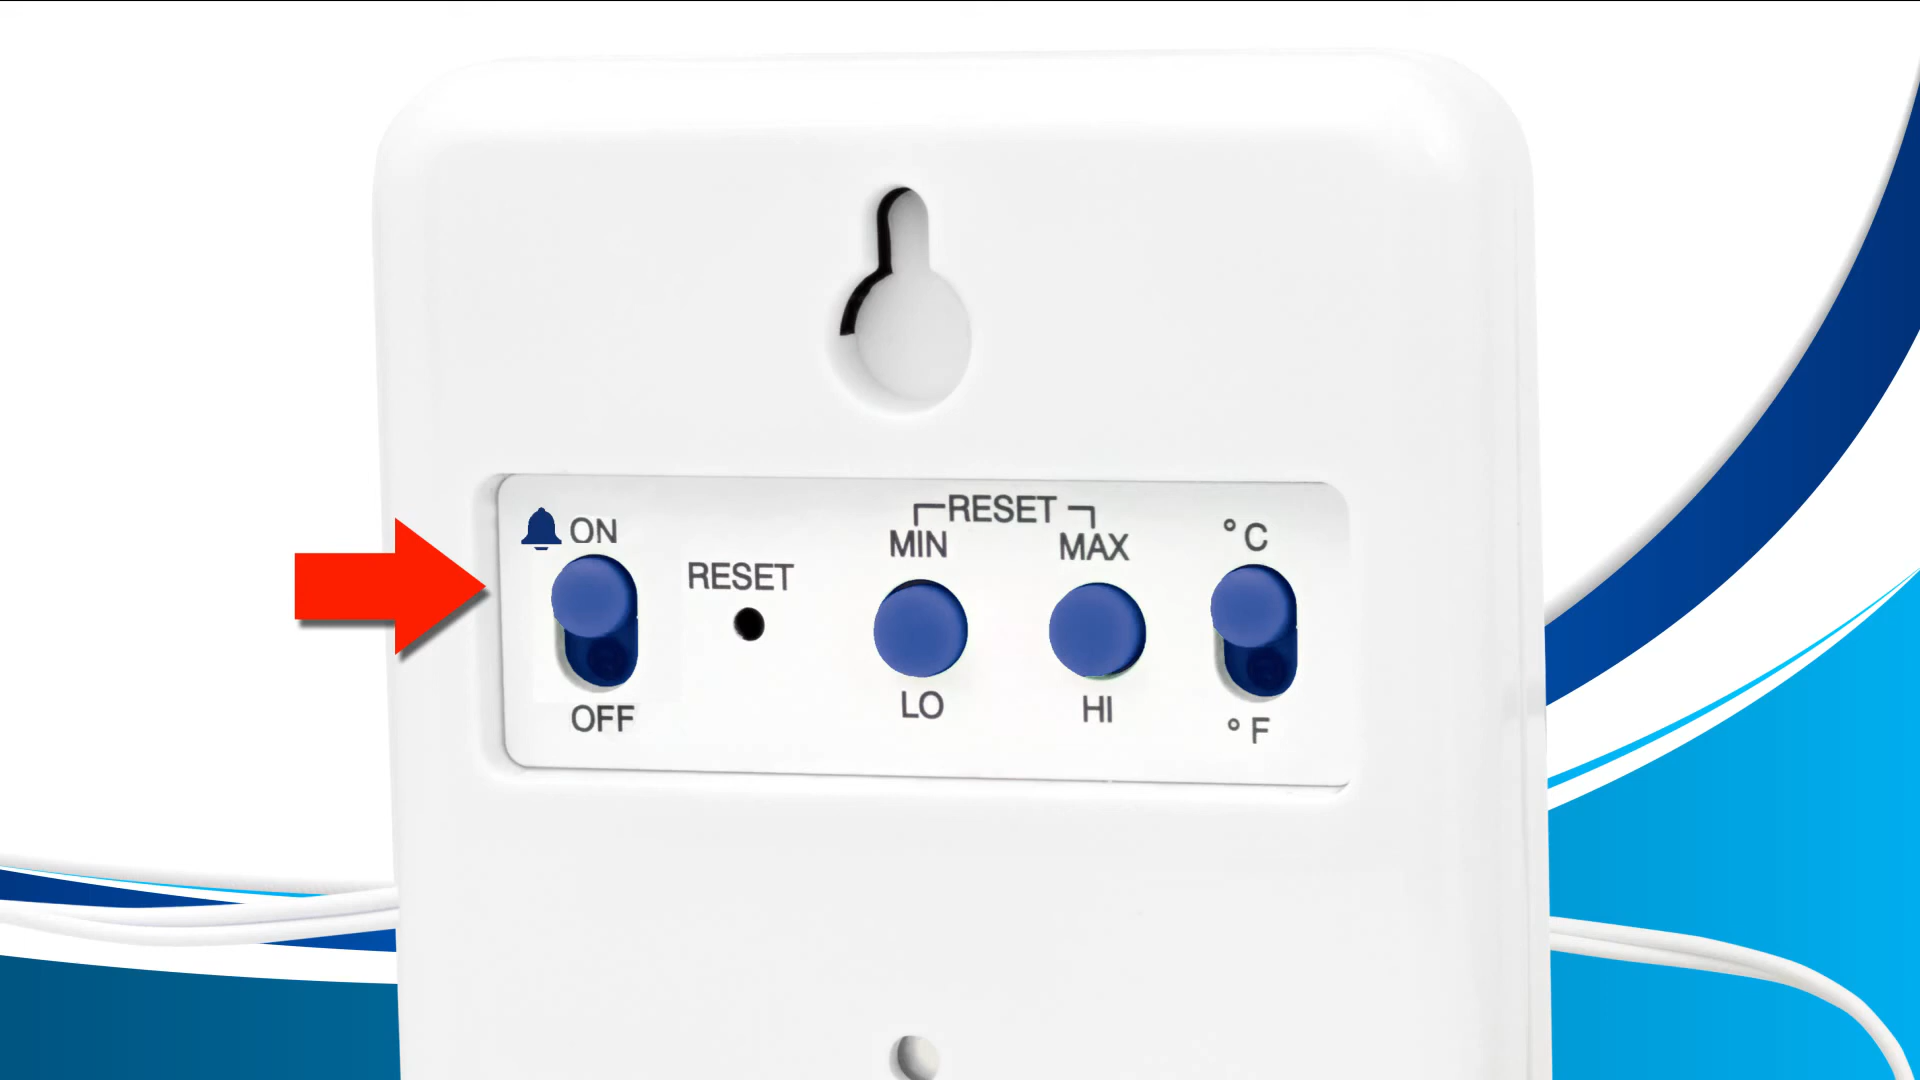 ON
OFF
RESET
RESET
MIN
MAX
LO
HI
°C
°F